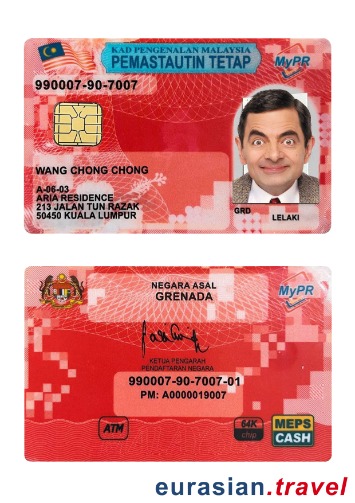 KAD PENGENALAN MALAYSIA
PEMASTAUTIN TETAP
MyPR
990007-90-7007
WANG CHONG CHONG
A-06-03
ARIA RESIDENCE
213 JALAN TUN RAZAK
50450 KUALA LUMPUR
GRD
LELAKI
NEGARA ASAL
GRENADA
MyPR
KETUA PENGARAH
PENDAFTARAN NEGARA
990007-90-7007-01
PM: A0000019007
ATM
64K
chip
MEPS
CASH
eurasian.travel